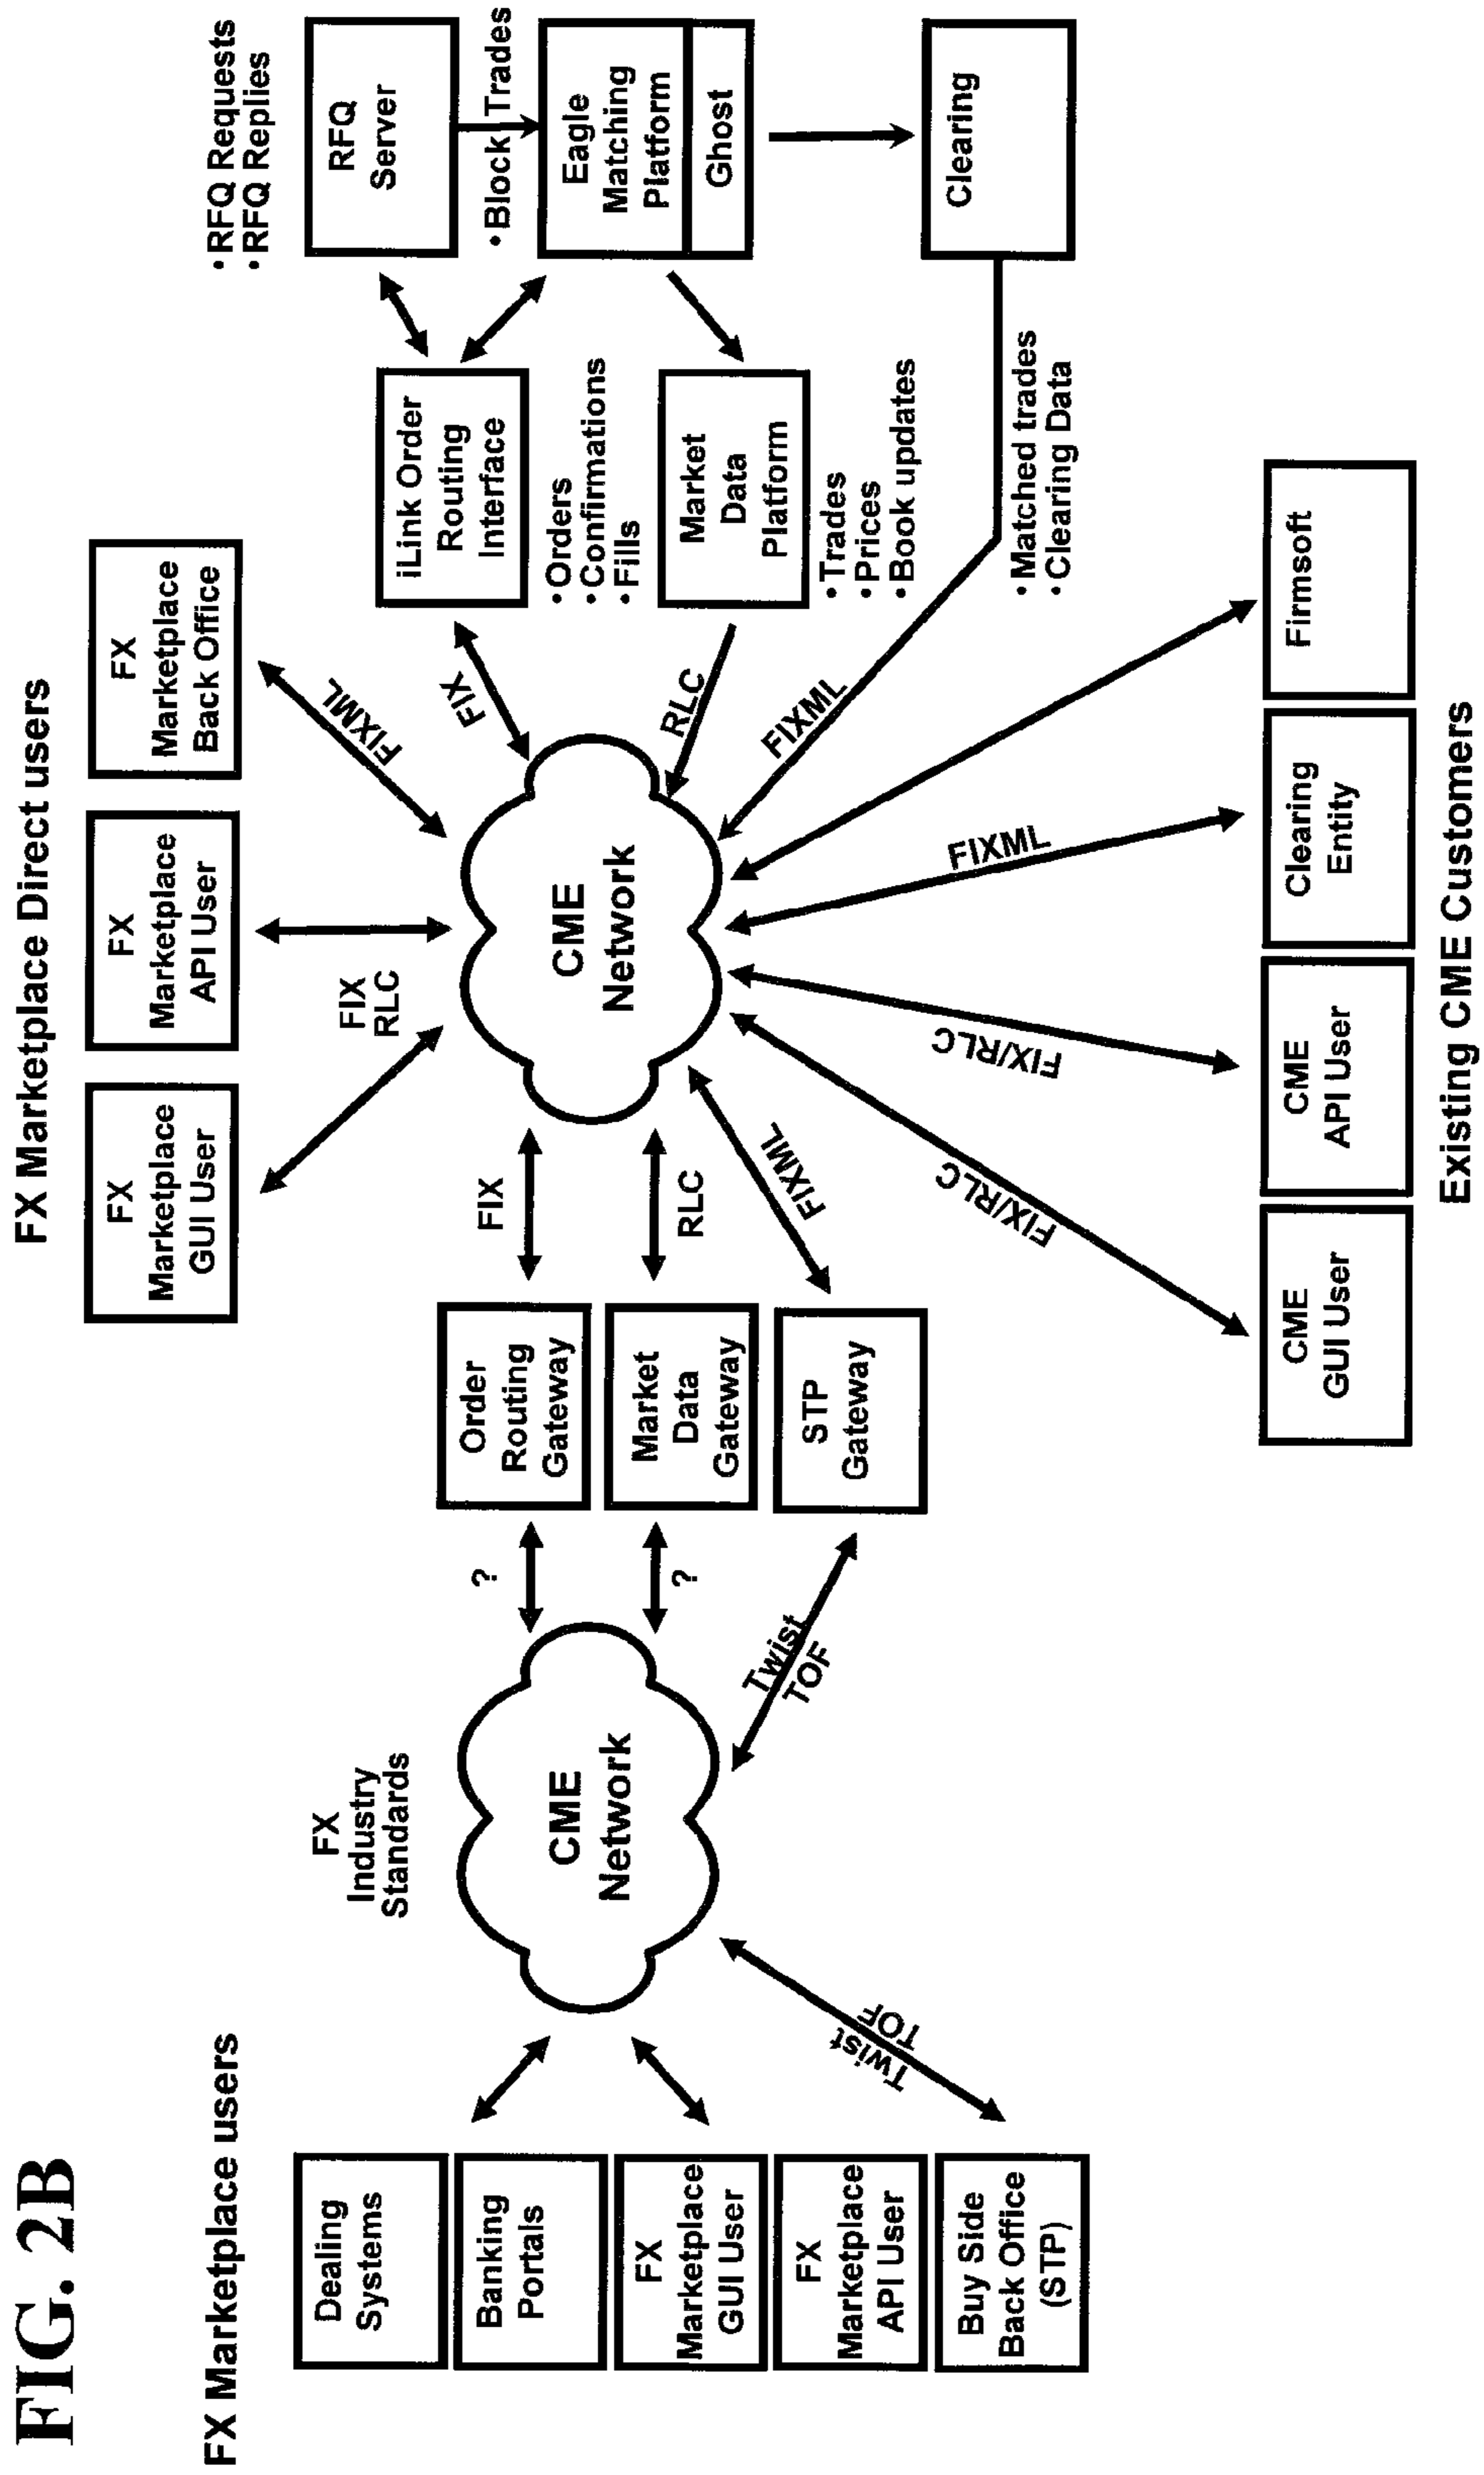 FIG. 2B
FX Marketplace users
FX Marketplace Direct users
Dealing
Systems
Banking
Portals
FX
Marketplace
GUI User
FX
Marketplace
API User
Buy Side
Back Office
(STP)
Twist
TOF
FX
Industry
Standards
CME
Network
?
?
Twist
TOF
Order
Routing
Gateway
Market
Data
Gateway
STP
Gateway
FIX
RLC
FIXML
FX
Marketplace
GUI User
FX
Marketplace
API User
FX
Marketplace
Back Office
FIX
RLC
FIXML
CME
Network
FIX
RLC
FIXML
iLink Order
Routing
Interface
•Orders
•Confirmations
•Fills
Market
Data
Platform
•Trades
•Prices
•Book updates
•RFQ Requests
•RFQ Replies
RFQ
Server
•Block Trades
Eagle
Matching
Platform
Ghost
Clearing
•Matched trades
•Clearing Data
FIX/RLC
FIX/RLC
FIXML
CME
GUI User
CME
API User
Clearing
Entity
Firmsoft
Existing CME Customers